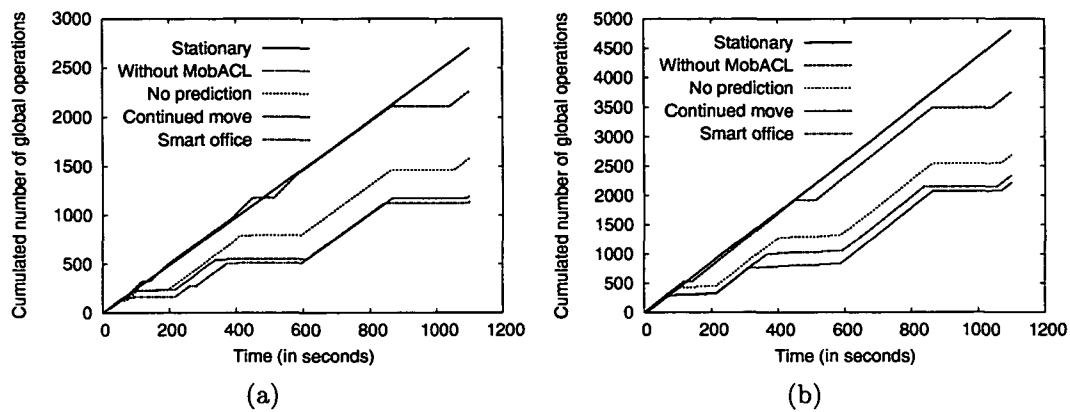 Cumulated number of global operations
3000
2500
2000
1500
1000
500
0
Stationary
Without MobACL
No prediction
Continued move
Smart office
0 200 400 600 800 1000 1200
Time (in seconds)
(a)
Cumulated number of global operations
5000
4500
4000
3500
3000
2500
2000
1500
1000
500
0
Stationary
Without MobACL
No prediction
Continued move
Smart office
0 200 400 600 800 1000 1200
Time (in seconds)
(b)